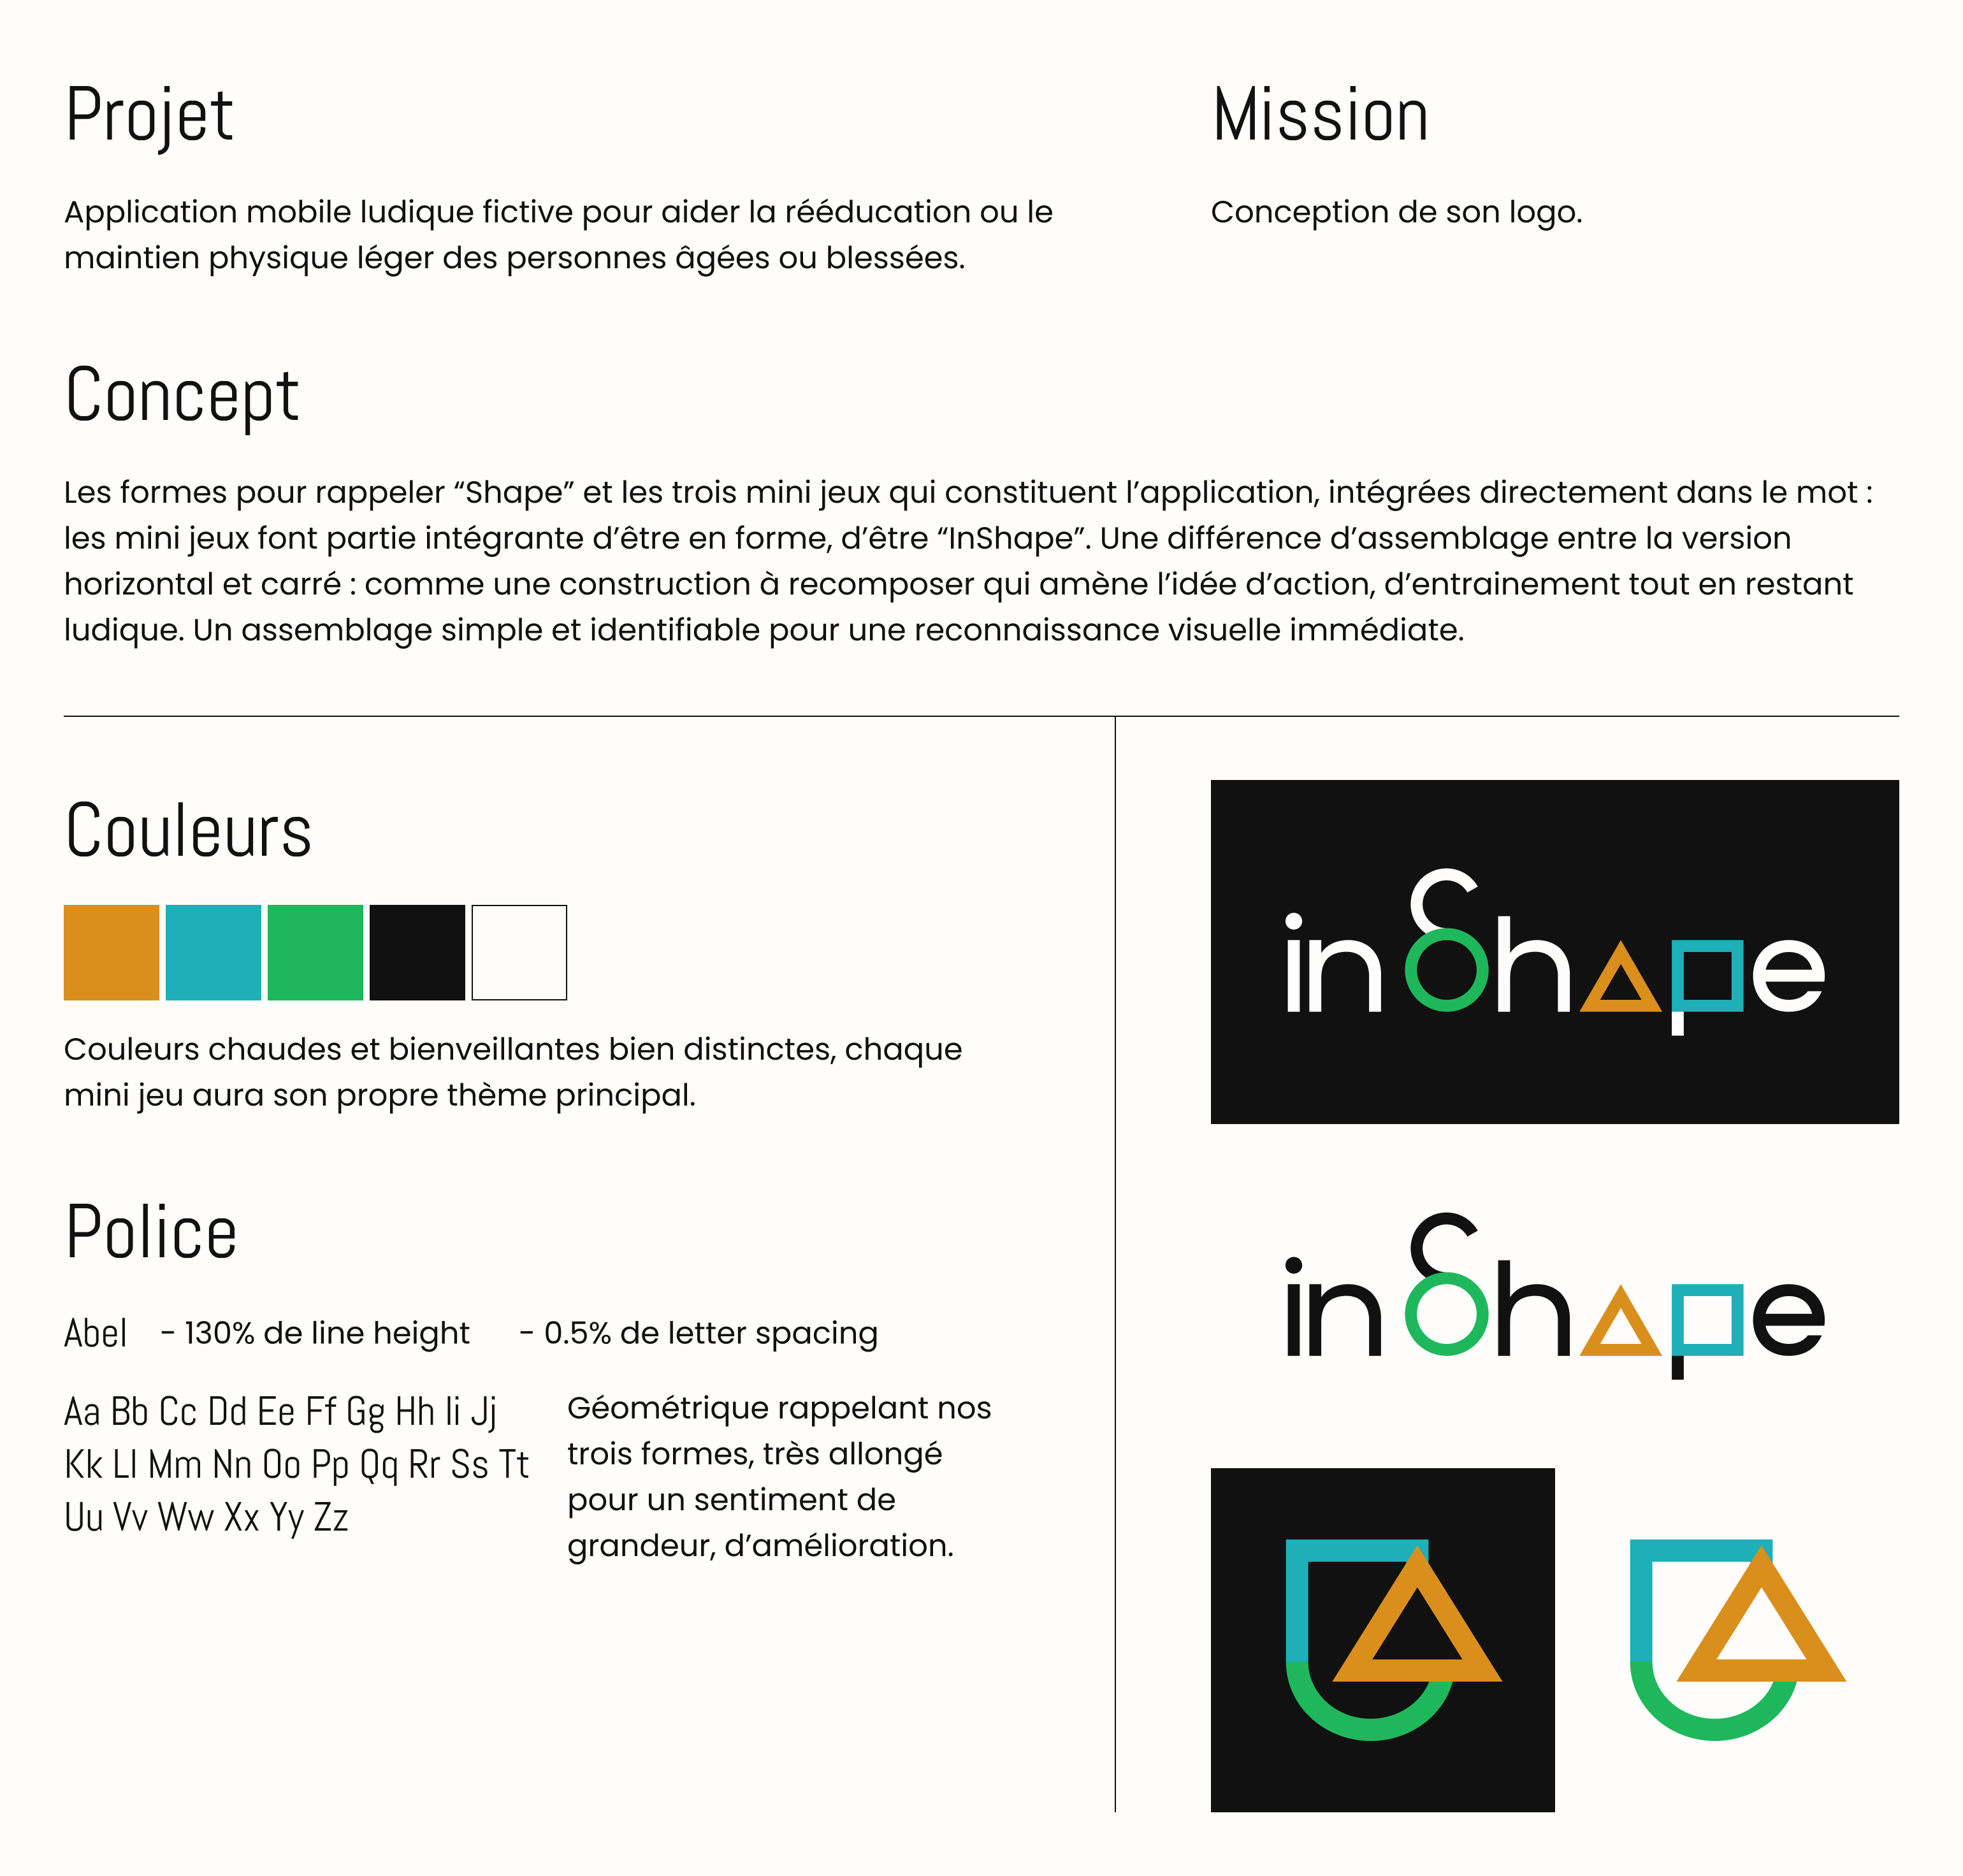 Projet
Application mobile ludique fictive pour aider la rééducation ou le
maintien physique léger des personnes âgées ou blessées.
Mission
Conception de son logo.
Concept
Les formes pour rappeler “Shape” et les trois mini jeux qui constituent l’application, intégrées directement dans le mot :
les mini jeux font partie intégrante d’être en forme, d’être “InShape”. Une différence d’assemblage entre la version
horizontal et carré : comme une construction à recomposer qui amène l’idée d’action, d’entrainement tout en restant
ludique. Un assemblage simple et identifiable pour une reconnaissance visuelle immédiate.
Couleurs
Couleurs chaudes et bienveillantes bien distinctes, chaque
mini jeu aura son propre thème principal.
Police
Abel - 130% de line height - 0.5% de letter spacing
Aa Bb Cc Dd Ee Ff Gg Hh Ii Jj
Kk Ll Mm Nn Oo Pp Qq Rr Ss Tt
Uu Vv Ww Xx Yy Zz
Géométrique rappelant nos
trois formes, très allongé
pour un sentiment de
grandeur, d’amélioration.
inShape
inShape